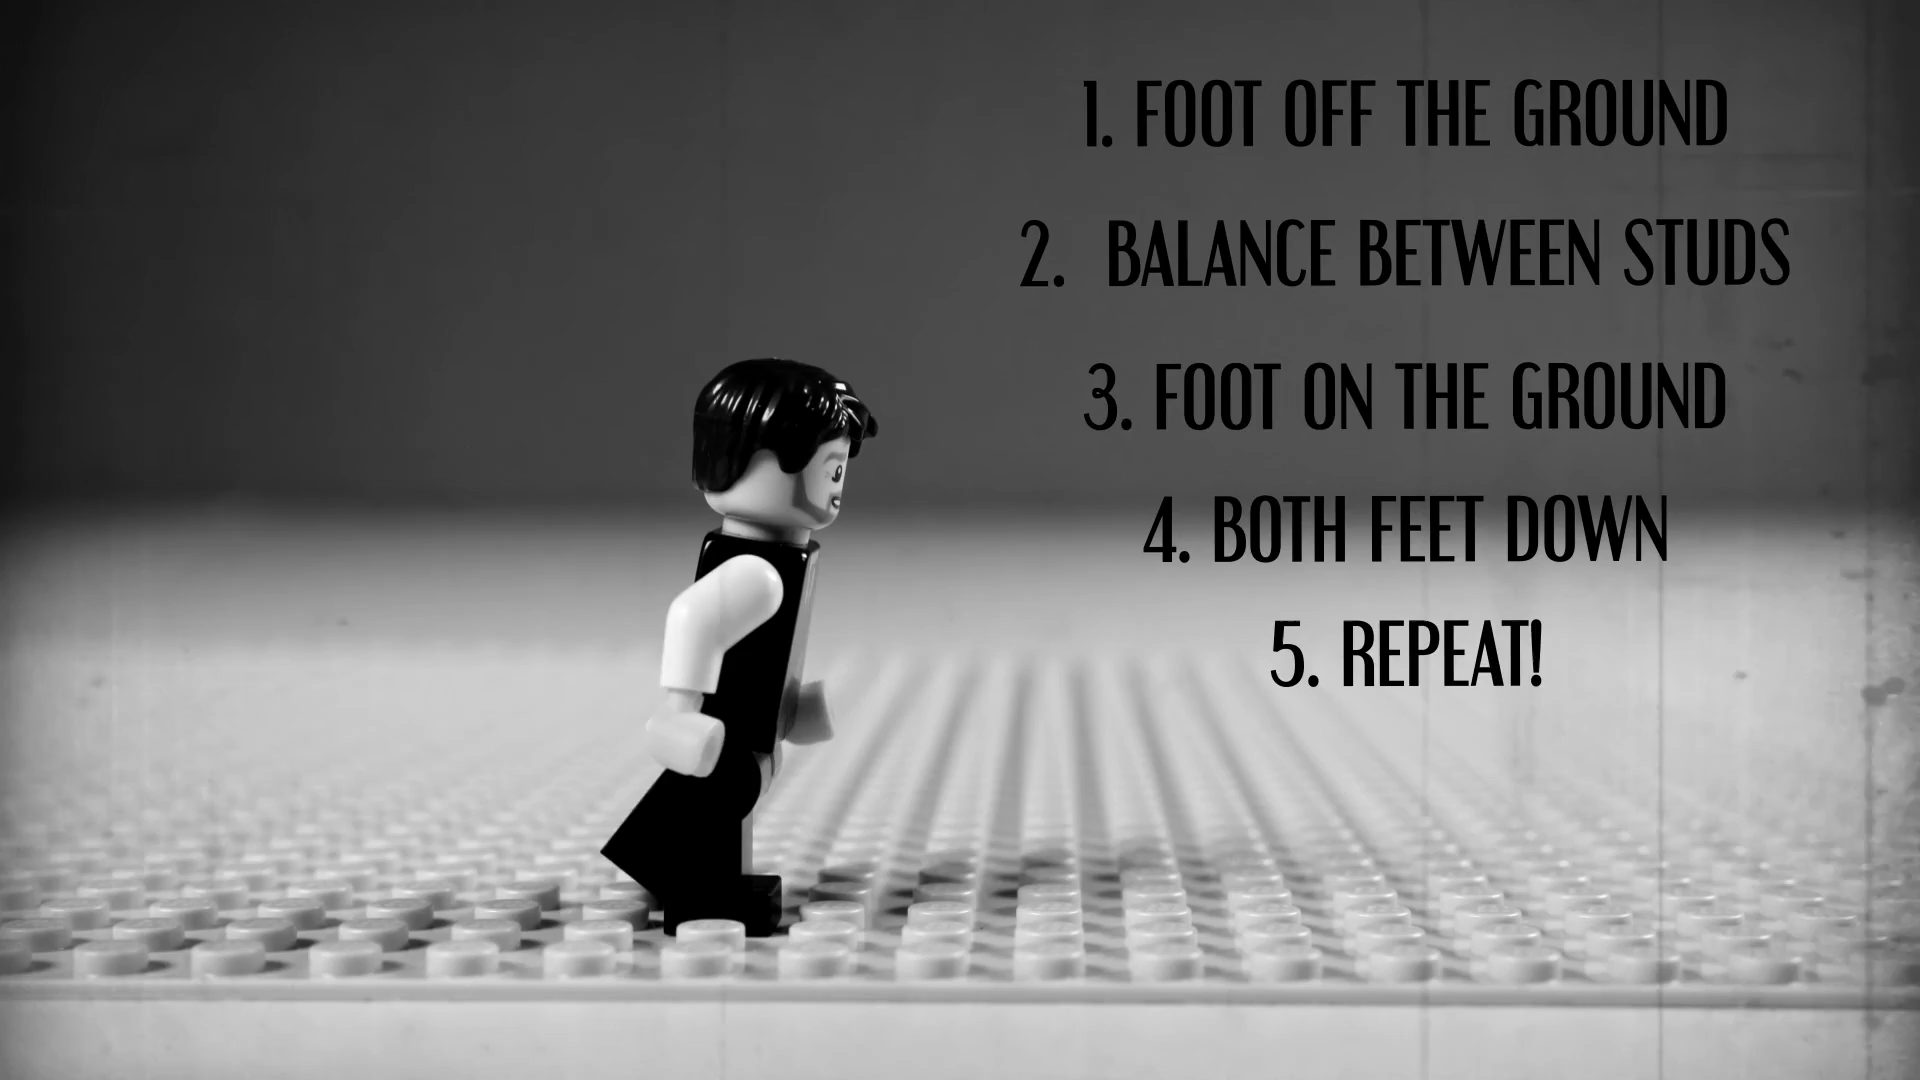 1. FOOT OFF THE GROUND
2. BALANCE BETWEEN STUDS
3. FOOT ON THE GROUND
4. BOTH FEET DOWN
5. REPEAT!